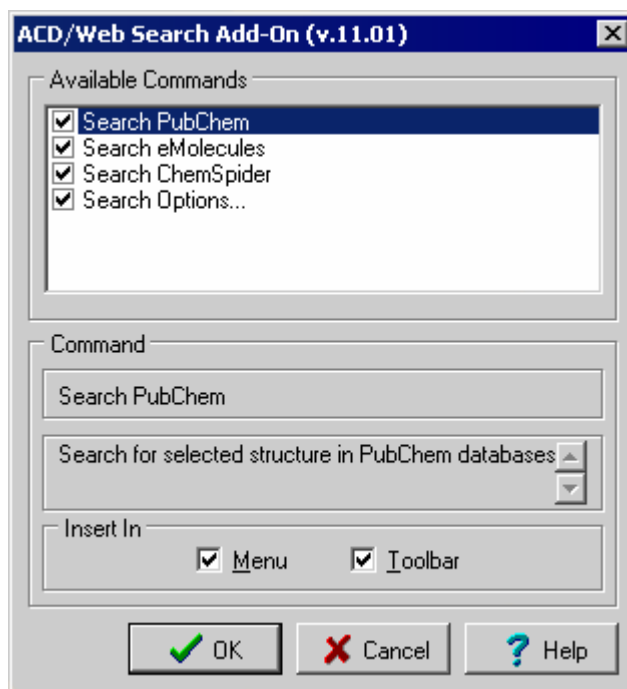 ACD/Web Search Add-On (v.11.01)
Available Commands
Search PubChem
Search eMolecules
Search ChemSpider
Search Options...
Command
Search PubChem
Search for selected structure in PubChem databases
Insert In
Menu Toolbar
OK Cancel Help